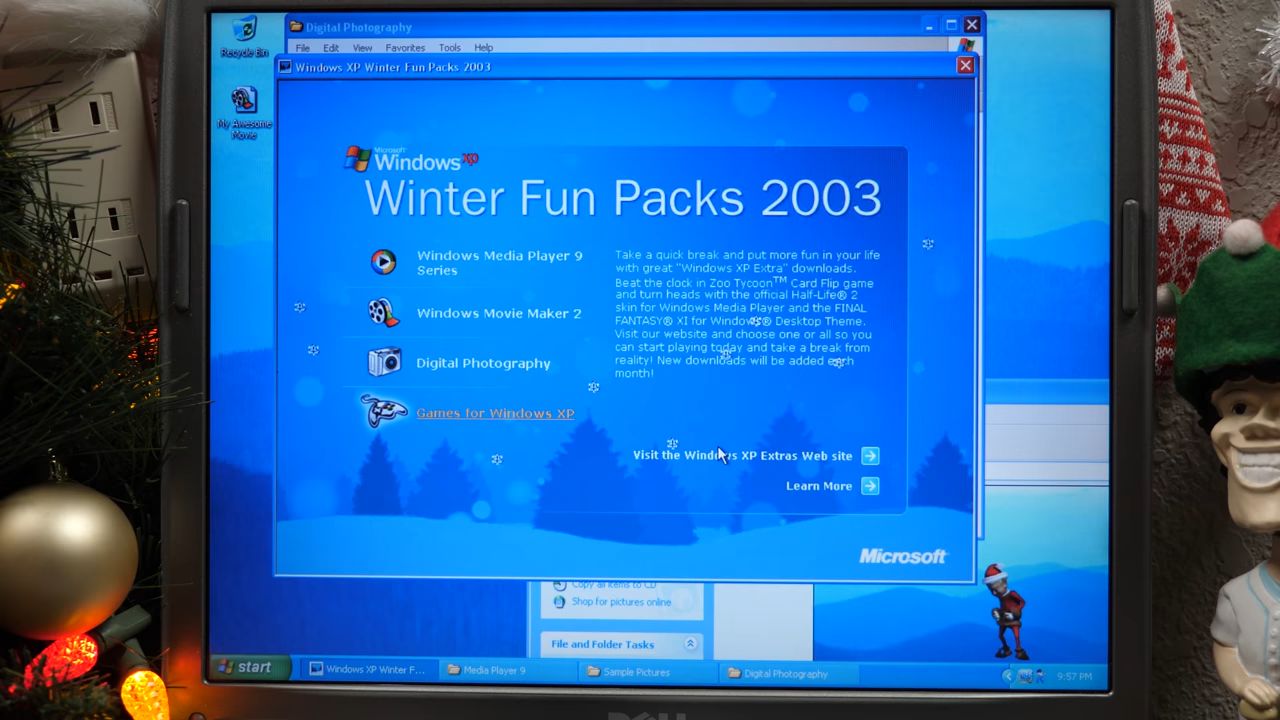 Recycle Bin
My Awesome
Movie
Digital Photography
File Edit View Favorites Tools Help
Windows XP Winter Fun Packs 2003
Microsoft
Windows xp
Winter Fun Packs 2003
Windows Media Player 9
Series
Windows Movie Maker 2
Digital Photography
Games for Windows XP
Take a quick break and put more fun in your life
with great "Windows XP Extra" downloads.
Beat the clock in Zoo Tycoon™ Card Flip game
and turn heads with the official Half-Life® 2
skin for Windows Media Player and the FINAL
FANTASY® XI for Windows® Desktop Theme.
Visit our website and choose one or all so you
can start playing today and take a break from
reality! New downloads will be added each
month!
Visit the Windows XP Extras Web site
Learn More
Microsoft
Copy all items to CD
Shop for pictures online
File and Folder Tasks
start
Windows XP Winter F...
Media Player 9
Sample Pictures
Digital Photography
9:57 PM
DELL